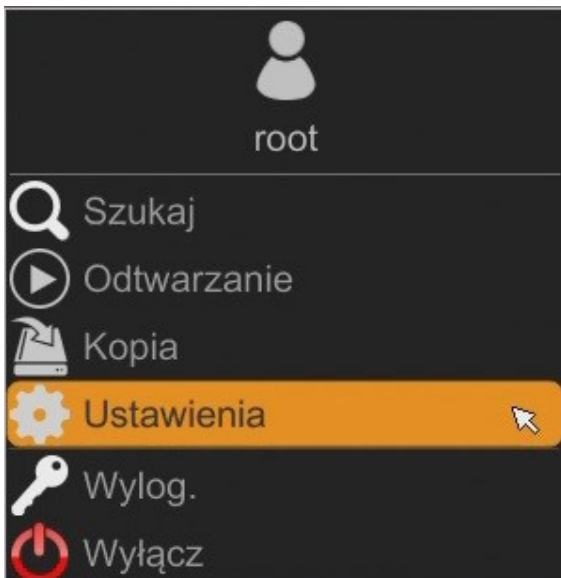 root
Szukaj
Odtwarzanie
Kopia
Ustawienia
Wylog.
Wyłącz